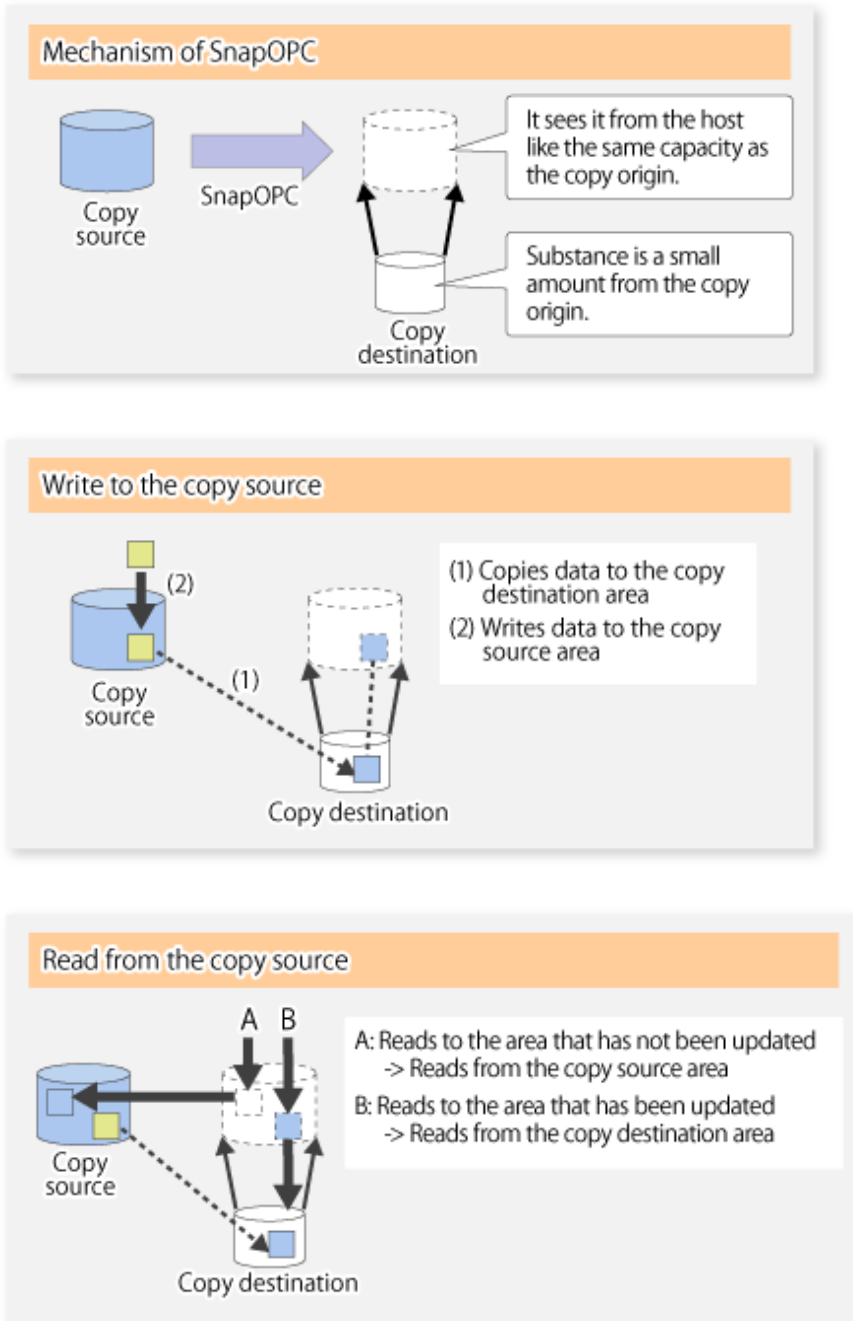 Mechanism of SnapOPC
Copy
source
SnapOPC
It sees it from the host
like the same capacity as
the copy origin.
Substance is a small
amount from the copy
origin.
Copy
destination
Write to the copy source
(2)
(1)
Copy
source
Copy destination
(1) Copies data to the copy
destination area
(2) Writes data to the copy
source area
Read from the copy source
A B
Copy
source
Copy destination
A: Reads to the area that has not been updated
-> Reads from the copy source area
B: Reads to the area that has been updated
-> Reads from the copy destination area